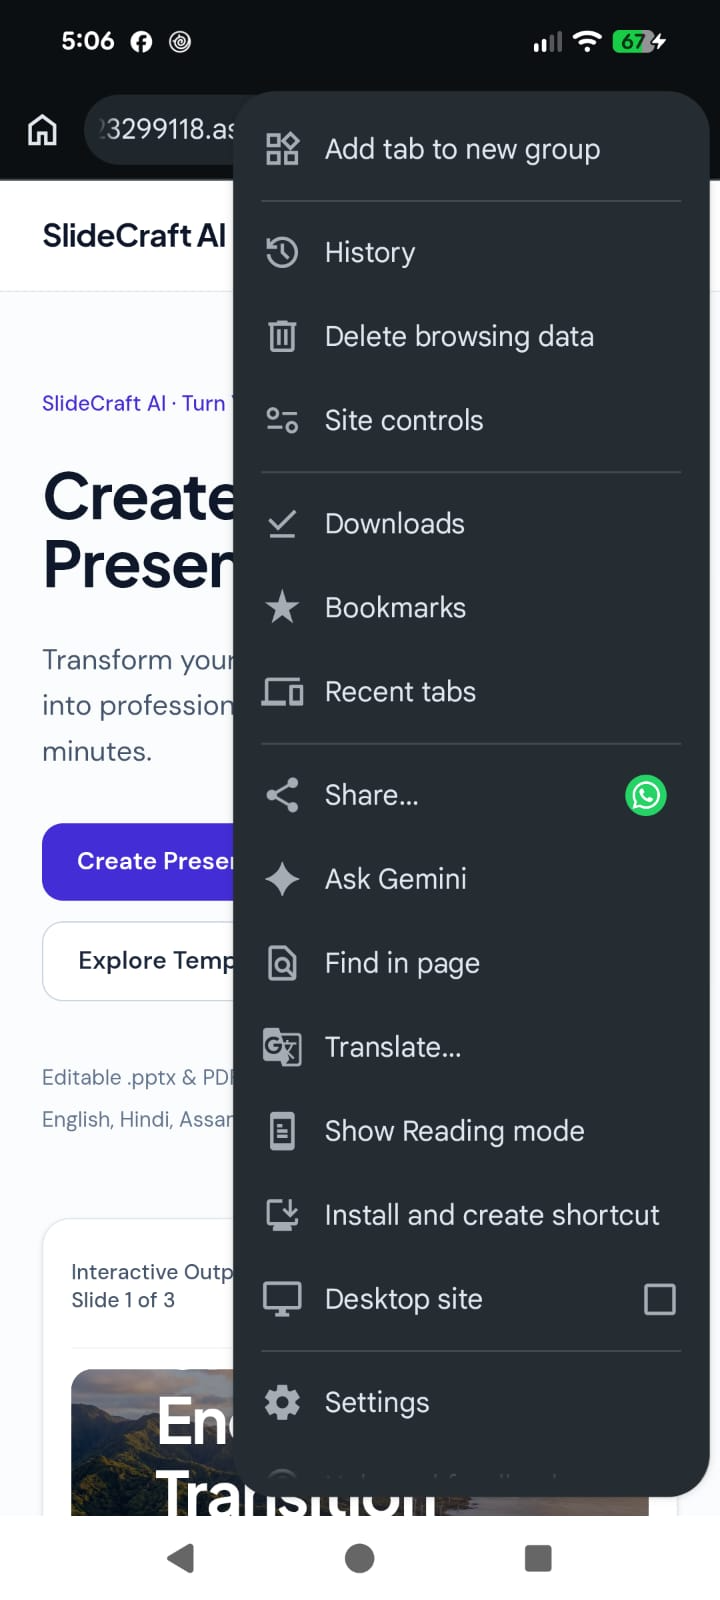 5:06
67
23299118.as
Add tab to new group
SlideCraft AI
History
Delete browsing data
SlideCraft AI · Turn
Site controls
Create
Presen
Downloads
Bookmarks
Transform your
into profession
minutes.
Recent tabs
Share...
Create Preser
Ask Gemini
Explore Temp
Find in page
Translate...
Editable .pptx & PDF
English, Hindi, Assar
Show Reading mode
Install and create shortcut
Interactive Outp
Slide 1 of 3
Desktop site
Settings
En
Transition